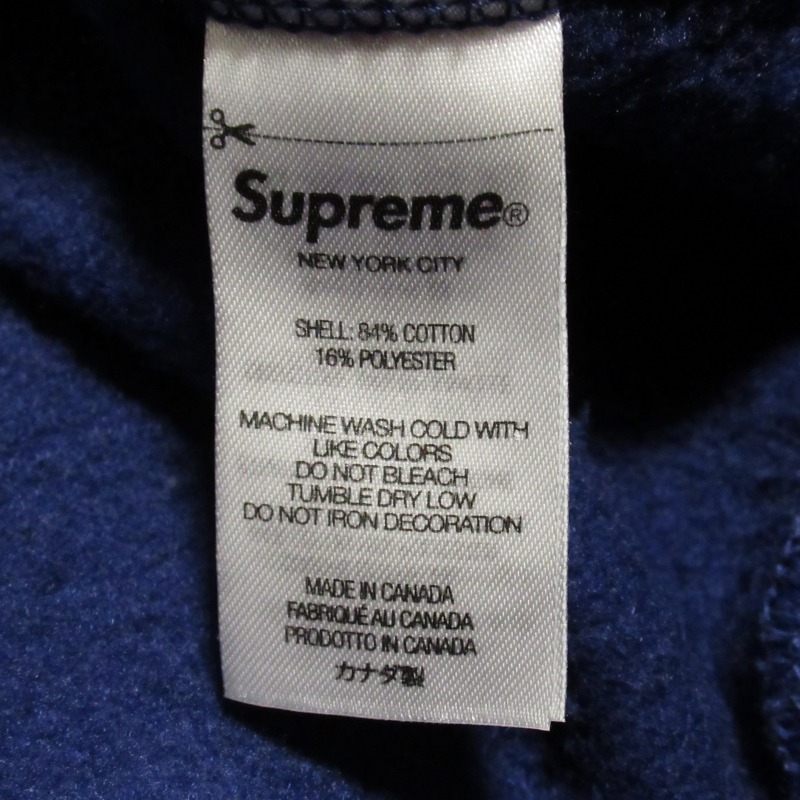 Supreme®
NEW YORK CITY
SHELL: 84% COTTON
16% POLYESTER
MACHINE WASH COLD WITH
LIKE COLORS
DO NOT BLEACH
TUMBLE DRY LOW
DO NOT IRON DECORATION
MADE IN CANADA
FABRIQUÉ AU CANADA
PRODOTTO IN CANADA
カナダ製